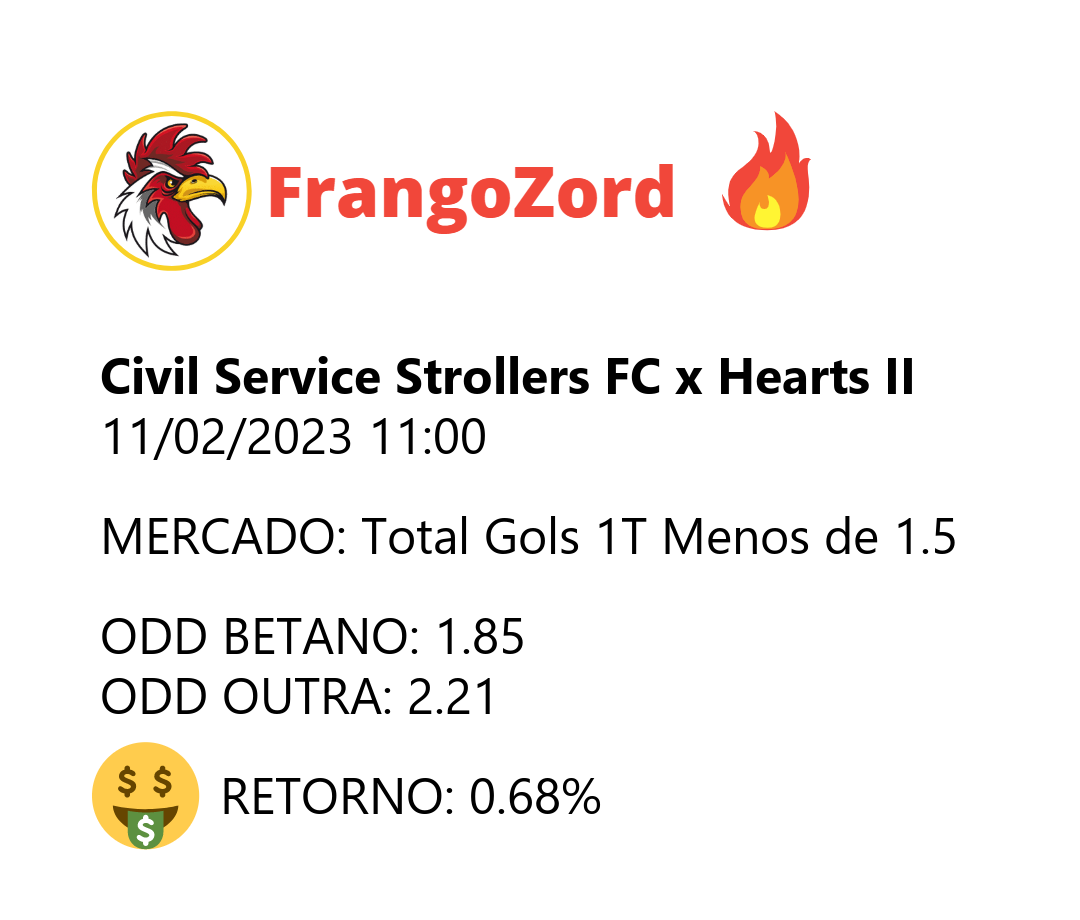 FrangoZord
Civil Service Strollers FC x Hearts II
11/02/2023 11:00
MERCADO: Total Gols 1T Menos de 1.5
ODD BETANO: 1.85
ODD OUTRA: 2.21
RETORNO: 0.68%